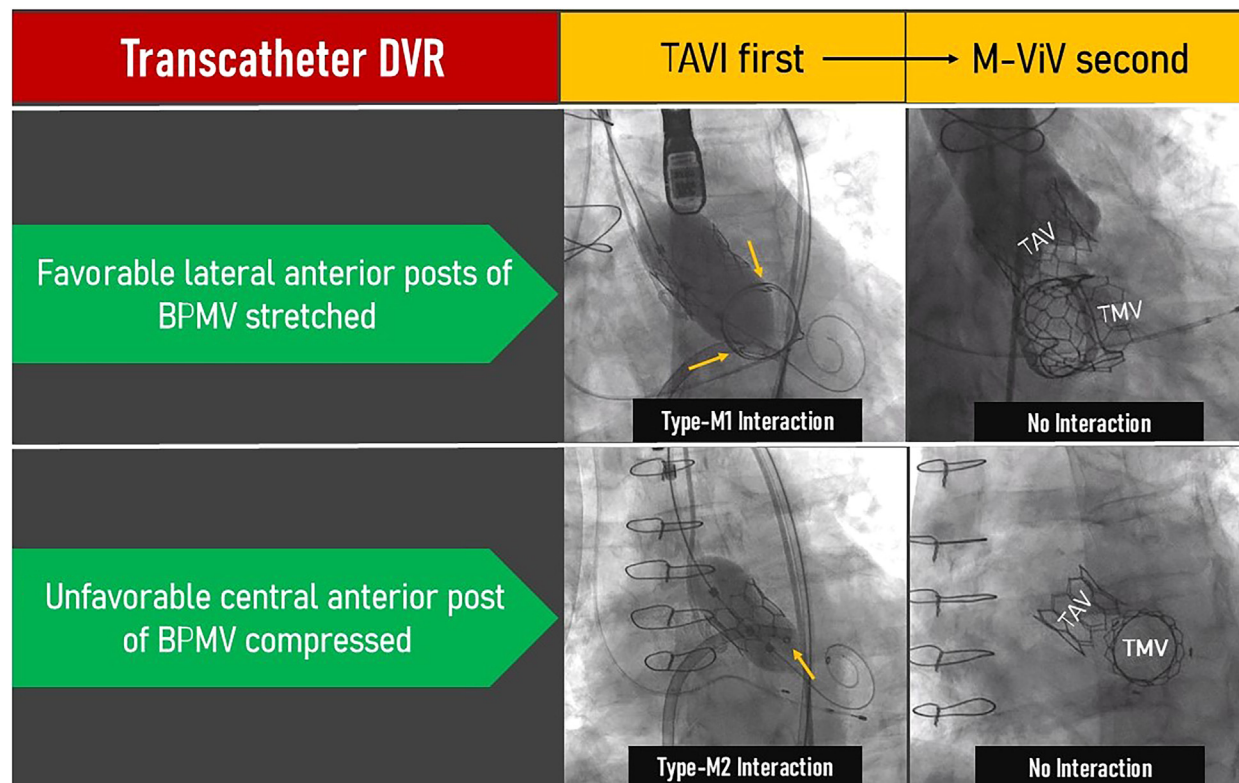 Transcatheter DVR
TAVI first
M-ViV second
Favorable lateral anterior posts of
BPMV stretched
TAV
TMV
Type-M1 Interaction
No Interaction
Unfavorable central anterior post
of BPMV compressed
TAV
TMV
Type-M2 Interaction
No Interaction